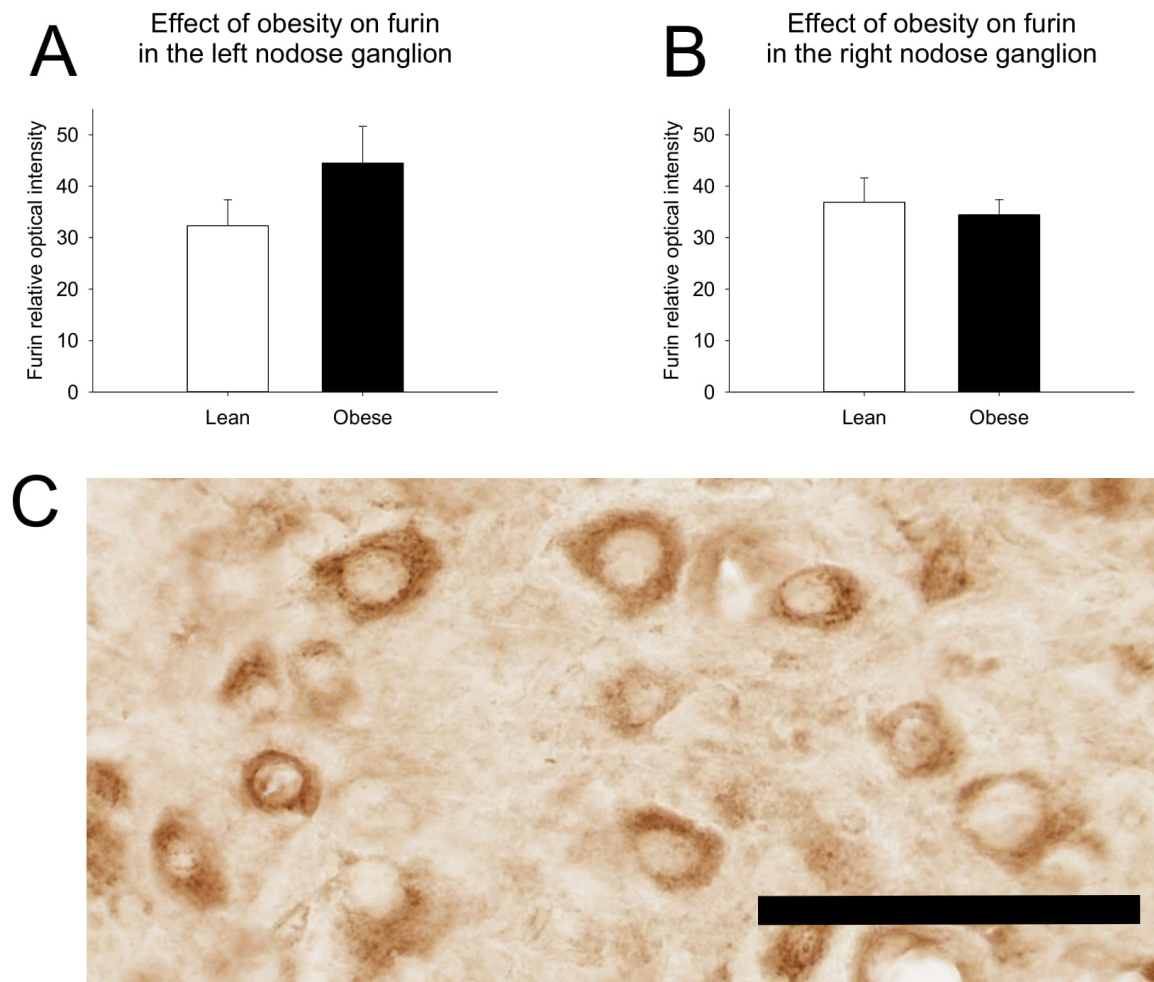 A
Effect of obesity on furin
in the left nodose ganglion
Furin relative optical intensity
50
40
30
20
10
0
Lean Obese
B
Effect of obesity on furin
in the right nodose ganglion
Furin relative optical intensity
50
40
30
20
10
0
Lean Obese
C